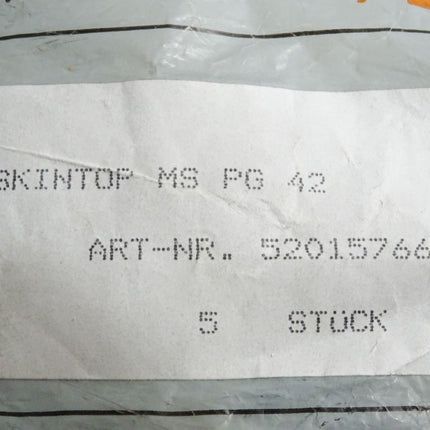 SKINTOP MS PG 42
ART-NR. 52015766
5 STÜCK